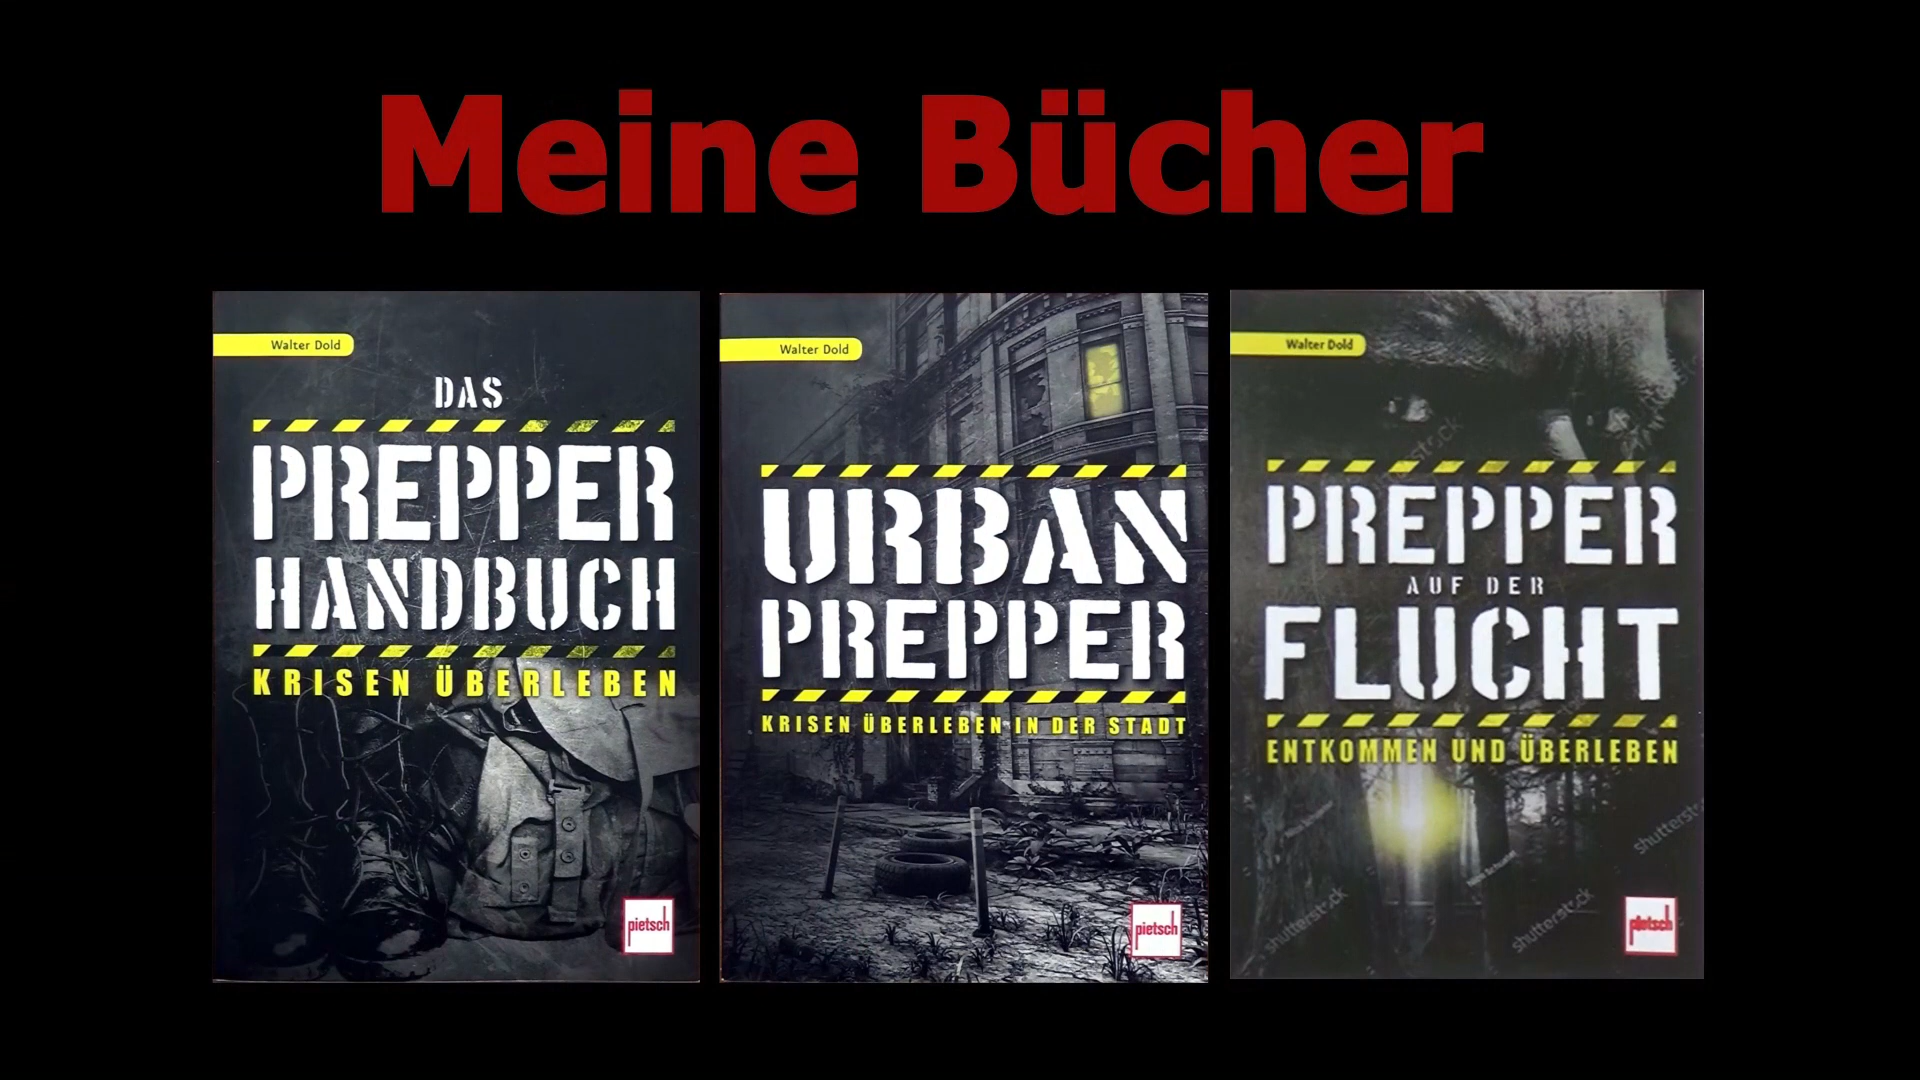 Meine Bücher
Walter Dold
DAS
PREPPER
HANDBUCH
KRISEN ÜBERLEBEN
pietsch
Walter Dold
URBAN
PREPPER
KRISEN ÜBERLEBEN IN DER STADT
pietsch
Walter Dold
PREPPER
AUF DER
FLUCHT
ENTKOMMEN UND ÜBERLEBEN
shutterstock
shutterstock
shutterstock
pietsch